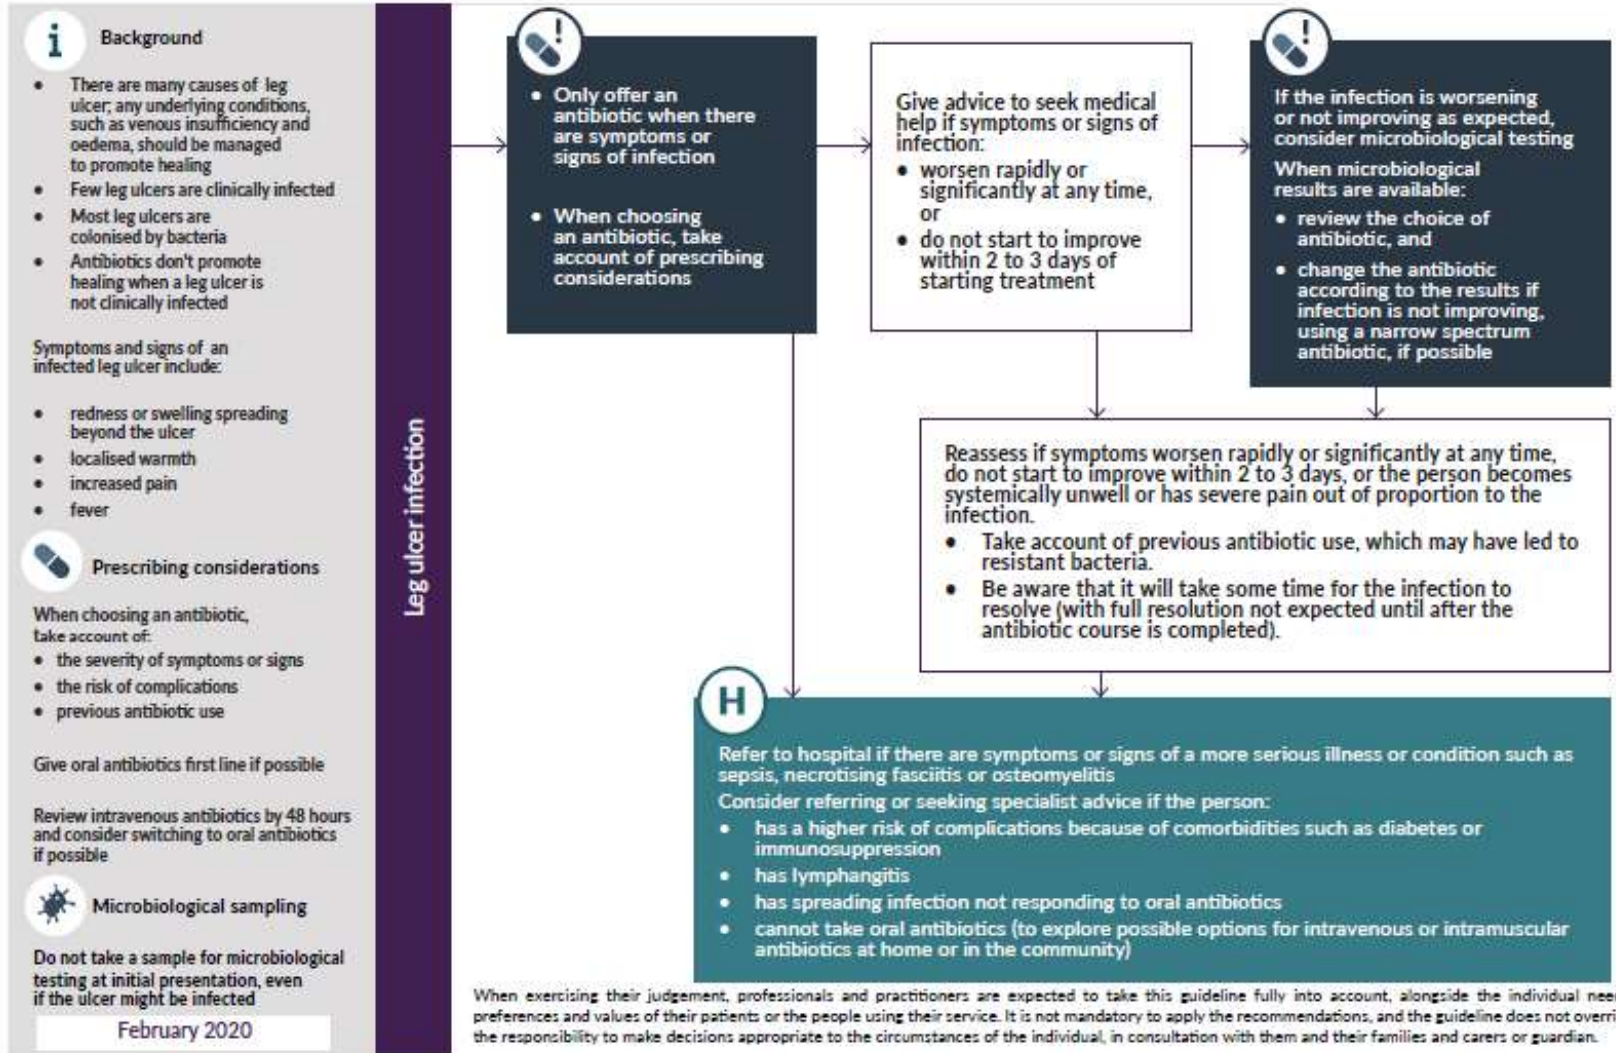 i
Background
• There are many causes of leg
ulcer; any underlying conditions,
such as venous insufficiency and
oedema, should be managed
to promote healing
• Few leg ulcers are clinically infected
• Most leg ulcers are
colonised by bacteria
• Antibiotics don't promote
healing when a leg ulcer is
not clinically infected
Symptoms and signs of an
infected leg ulcer include:
• redness or swelling spreading
beyond the ulcer
• localised warmth
• increased pain
• fever
Prescribing considerations
When choosing an antibiotic,
take account of:
• the severity of symptoms or signs
• the risk of complications
• previous antibiotic use
Give oral antibiotics first line if possible
Review intravenous antibiotics by 48 hours
and consider switching to oral antibiotics
if possible
Microbiological sampling
Do not take a sample for microbiological
testing at initial presentation, even
if the ulcer might be infected
February 2020
Leg ulcer infection
!
• Only offer an
antibiotic when there
are symptoms or
signs of infection
• When choosing
an antibiotic, take
account of prescribing
considerations
Give advice to seek medical
help if symptoms or signs of
infection:
• worsen rapidly or
significantly at any time,
or
• do not start to improve
within 2 to 3 days of
starting treatment
!
If the infection is worsening
or not improving as expected,
consider microbiological testing
When microbiological
results are available:
• review the choice of
antibiotic, and
• change the antibiotic
according to the results if
infection is not improving,
using a narrow spectrum
antibiotic, if possible
Reassess if symptoms worsen rapidly or significantly at any time,
do not start to improve within 2 to 3 days, or the person becomes
systemically unwell or has severe pain out of proportion to the
infection.
• Take account of previous antibiotic use, which may have led to
resistant bacteria.
• Be aware that it will take some time for the infection to
resolve (with full resolution not expected until after the
antibiotic course is completed).
H
Refer to hospital if there are symptoms or signs of a more serious illness or condition such as
sepsis, necrotising fasciitis or osteomyelitis
Consider referring or seeking specialist advice if the person:
• has a higher risk of complications because of comorbidities such as diabetes or
immunosuppression
• has lymphangitis
• has spreading infection not responding to oral antibiotics
• cannot take oral antibiotics (to explore possible options for intravenous or intramuscular
antibiotics at home or in the community)
When exercising their judgement, professionals and practitioners are expected to take this guideline fully into account, alongside the individual nee
preferences and values of their patients or the people using their service. It is not mandatory to apply the recommendations, and the guideline does not overri
the responsibility to make decisions appropriate to the circumstances of the individual, in consultation with them and their families and carers or guardian.